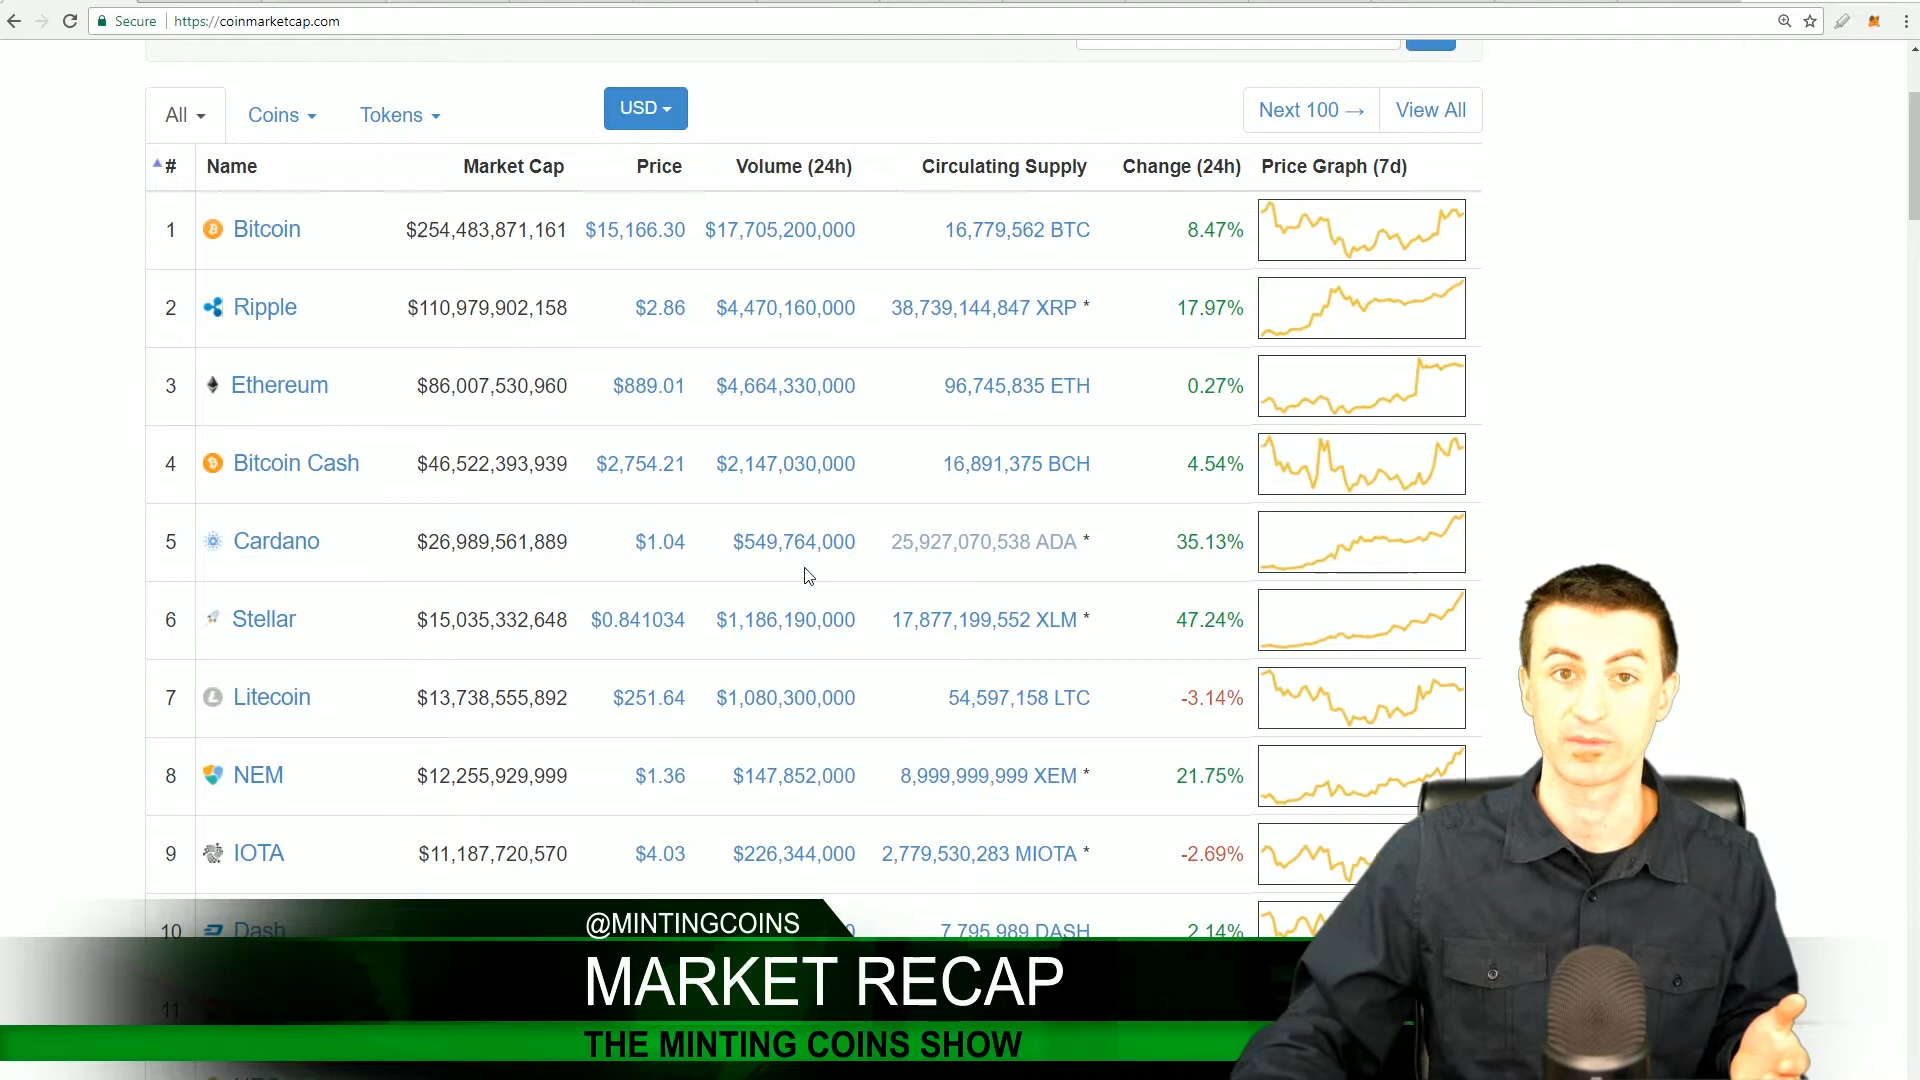 Secure https://coinmarketcap.com
All Coins Tokens USD Next 100 → View All
# Name Market Cap Price Volume (24h) Circulating Supply Change (24h) Price Graph (7d)
1 Bitcoin $254,483,871,161 $15,166.30 $17,705,200,000 16,779,562 BTC 8.47%
2 Ripple $110,979,902,158 $2.86 $4,470,160,000 38,739,144,847 XRP * 17.97%
3 Ethereum $86,007,530,960 $889.01 $4,664,330,000 96,745,835 ETH 0.27%
4 Bitcoin Cash $46,522,393,939 $2,754.21 $2,147,030,000 16,891,375 BCH 4.54%
5 Cardano $26,989,561,889 $1.04 $549,764,000 25,927,070,538 ADA * 35.13%
6 Stellar $15,035,332,648 $0.841034 $1,186,190,000 17,877,199,552 XLM * 47.24%
7 Litecoin $13,738,555,892 $251.64 $1,080,300,000 54,597,158 LTC -3.14%
8 NEM $12,255,929,999 $1.36 $147,852,000 8,999,999,999 XEM * 21.75%
9 IOTA $11,187,720,570 $4.03 $226,344,000 2,779,530,283 MIOTA * -2.69%
10 Dash 7,795,989 DASH 2.14%
@MINTINGCOINS
MARKET RECAP
11
THE MINTING COINS SHOW